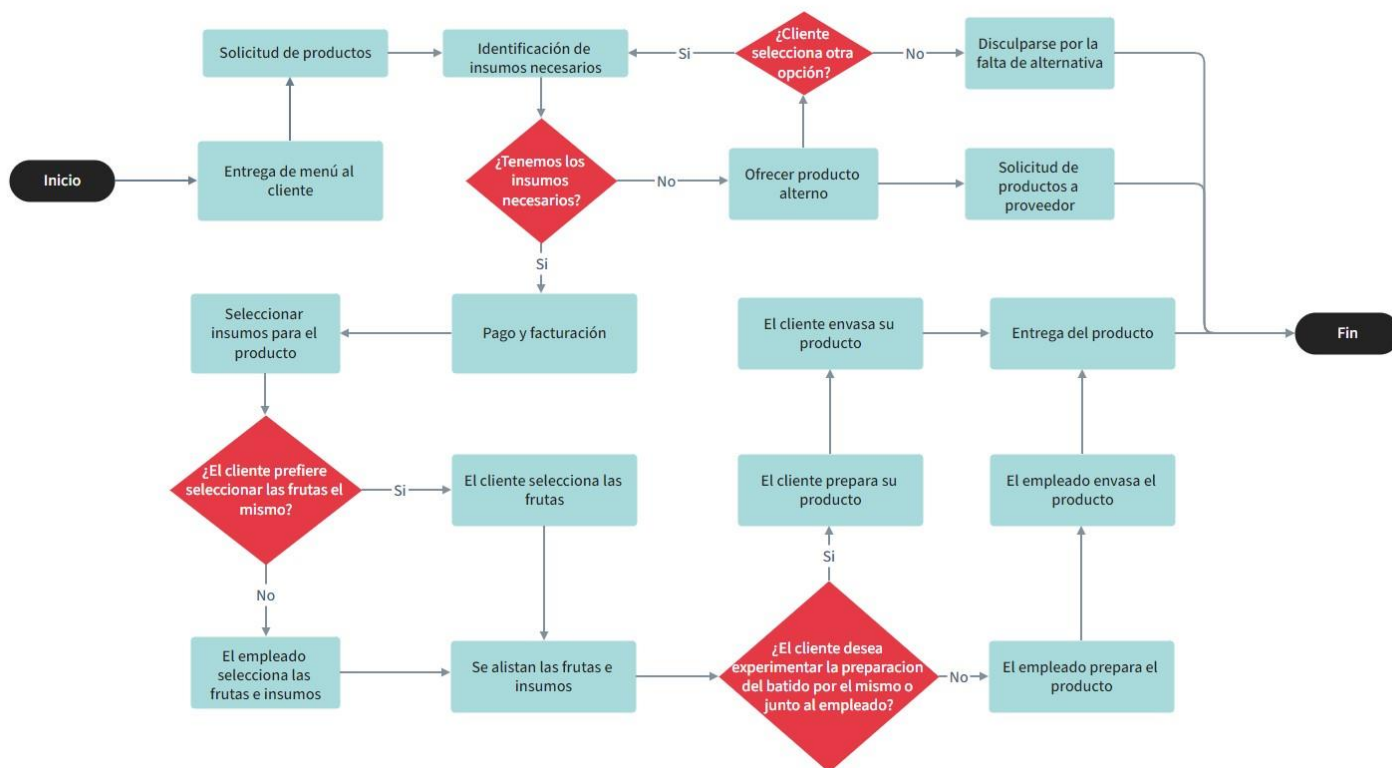 Inicio
Entrega de menú al
cliente
Solicitud de productos
Identificación de
insumos necesarios
¿Tenemos los
insumos
necesarios?
No
Ofrecer producto
alterno
¿Cliente
selecciona otra
opción?
Si
No
Disculparse por la
falta de alternativa
Solicitud de
productos a
proveedor
Si
Pago y facturación
Seleccionar
insumos para el
producto
¿El cliente prefiere
seleccionar las frutas el
mismo?
Si
El cliente selecciona las
frutas
No
El empleado
selecciona las
frutas e insumos
Se alistan las frutas e
insumos
¿El cliente desea
experimentar la preparacion
del batido por el mismo o
junto al empleado?
Si
El cliente prepara su
producto
El cliente envasa su
producto
No
El empleado prepara el
producto
El empleado envasa el
producto
Entrega del producto
Fin